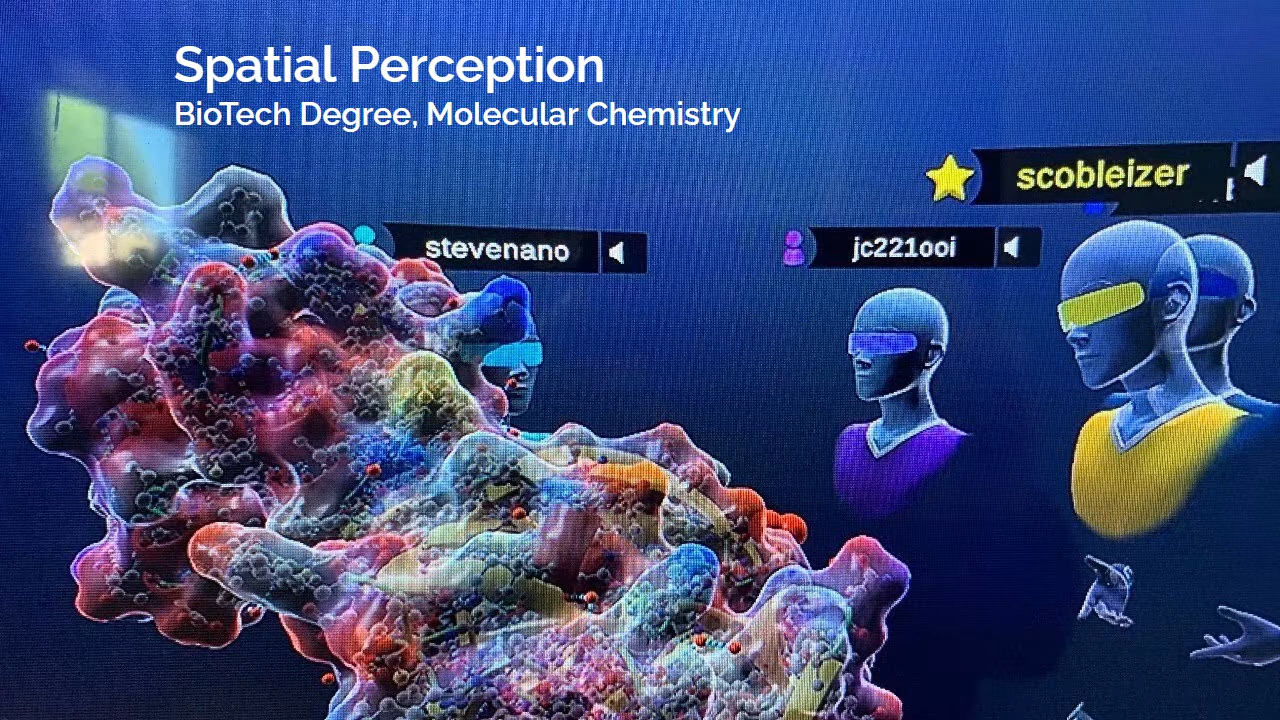 Spatial Perception
BioTech Degree, Molecular Chemistry
scobleizer
stevenano
jc221ooi